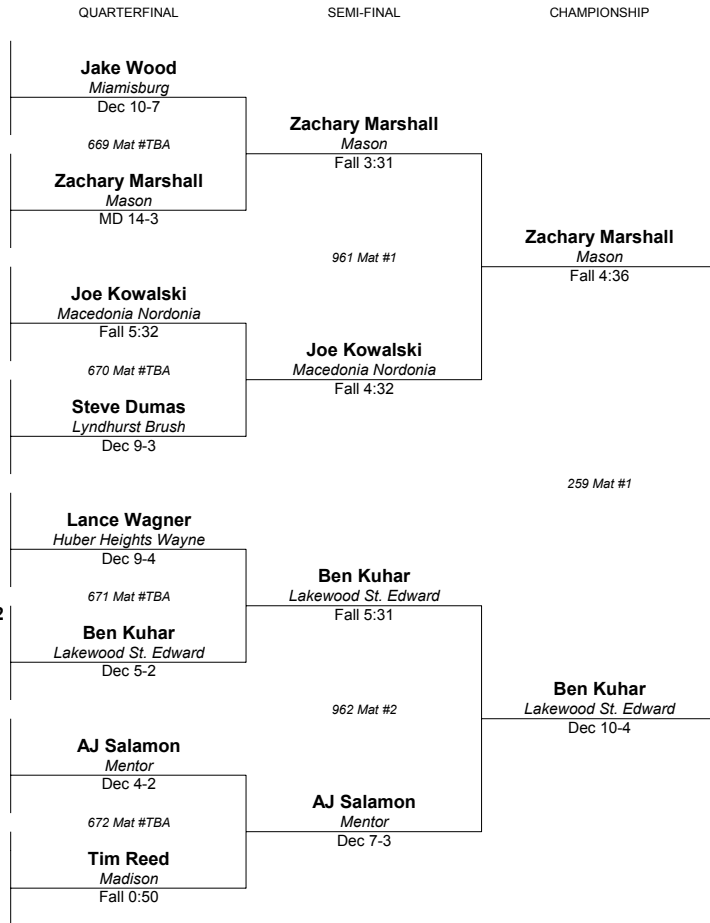 QUARTERFINAL
SEMI-FINAL
CHAMPIONSHIP
Jake Wood
Miamisburg
Dec 10-7
669 Mat #TBA
Zachary Marshall
Mason
MD 14-3
Joe Kowalski
Macedonia Nordonia
Fall 5:32
670 Mat #TBA
Steve Dumas
Lyndhurst Brush
Dec 9-3
Lance Wagner
Huber Heights Wayne
Dec 9-4
671 Mat #TBA
2
Ben Kuhar
Lakewood St. Edward
Dec 5-2
AJ Salamon
Mentor
Dec 4-2
672 Mat #TBA
Tim Reed
Madison
Fall 0:50
Zachary Marshall
Mason
Fall 3:31
961 Mat #1
Joe Kowalski
Macedonia Nordonia
Fall 4:32
Ben Kuhar
Lakewood St. Edward
Fall 5:31
962 Mat #2
AJ Salamon
Mentor
Dec 7-3
Zachary Marshall
Mason
Fall 4:36
259 Mat #1
Ben Kuhar
Lakewood St. Edward
Dec 10-4